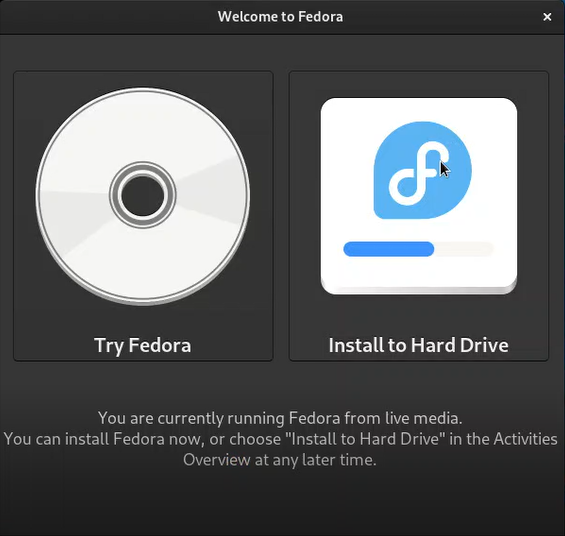 Welcome to Fedora
Try Fedora
Install to Hard Drive
You are currently running Fedora from live media.
You can install Fedora now, or choose "Install to Hard Drive" in the Activities
Overview at any later time.